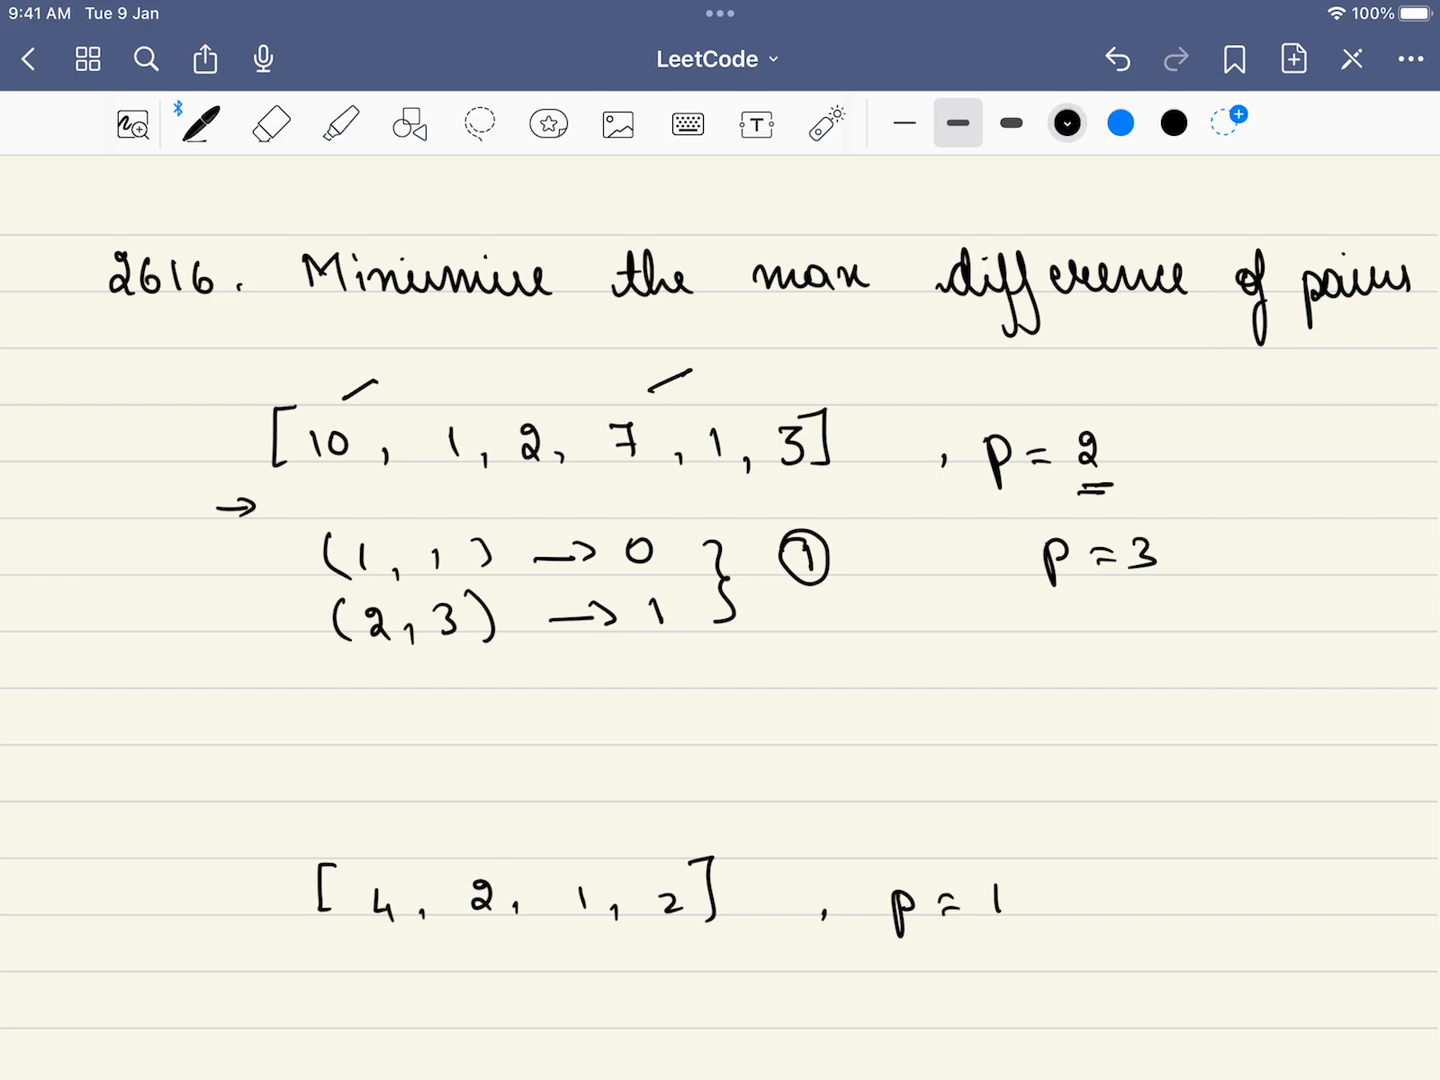 9:41 AM Tue 9 Jan
100%
LeetCode
T
2616. Minimise the max difference of pairs
[10, 1, 2, 7, 1, 3] , p = 2
→
(1, 1) → 0 } 1 p = 3
(2, 3) → 1
[4, 2, 1, 2] , p = 1